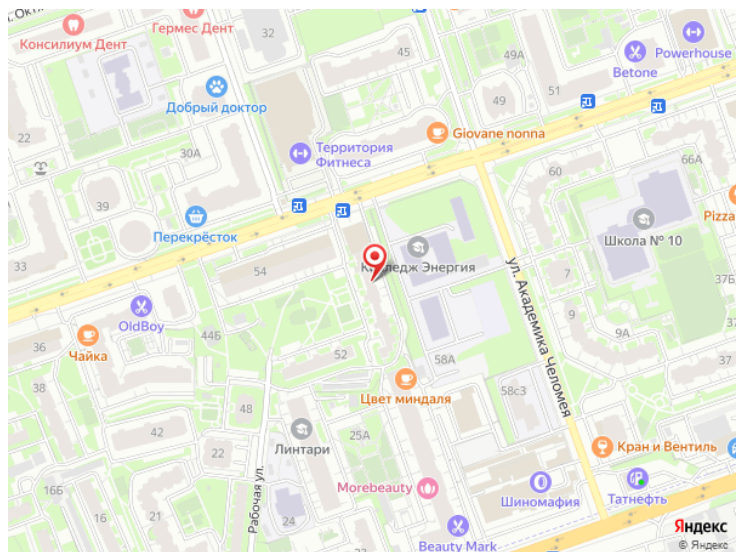 л. Окт
Консилиум Дент
Гермес Дент
32
45
49А
Powerhouse
Betone
Добрый доктор
51
49
22
Giovane nonna
30А
Территория
Фитнеса
60
66А
39
Перекрёсток
Школа № 10
Pizza
Колледж Энергия
54
7
37Б
ул. Академика Челомея
OldBoy
44Б
9
9А
36
Чайка
52
58А
37
38
48
Цвет миндаля
58с3
42
Линтари
25А
22
Кран и Вентиль
Рабочая ул.
16Б
Morebeauty
Шиномафия
Татнефть
16
20
24
Beauty Mark
Яндекс
© Яндекс